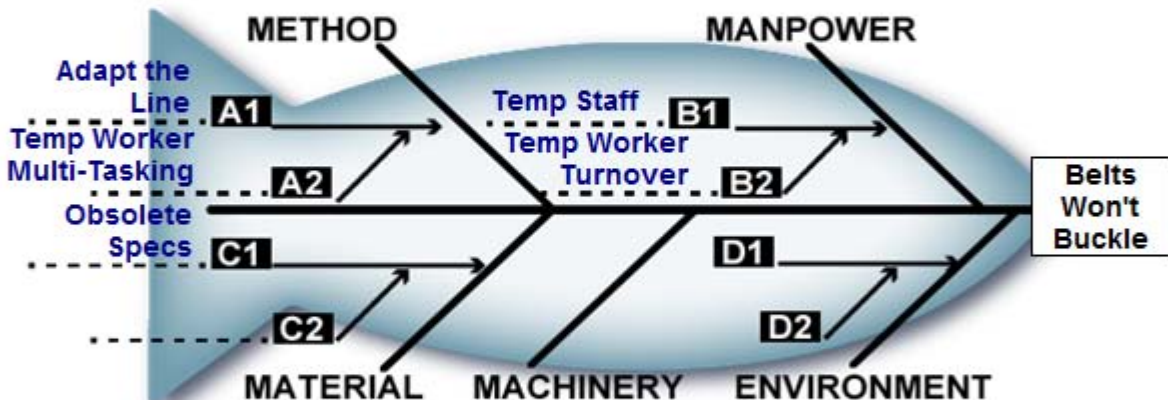 METHOD
MANPOWER
Adapt the
Line
A1
Temp Staff
B1
Temp Worker
Multi-Tasking
A2
Temp Worker
Turnover
B2
Belts
Won't
Buckle
Obsolete
Specs
C1
D1
C2
D2
MATERIAL
MACHINERY
ENVIRONMENT